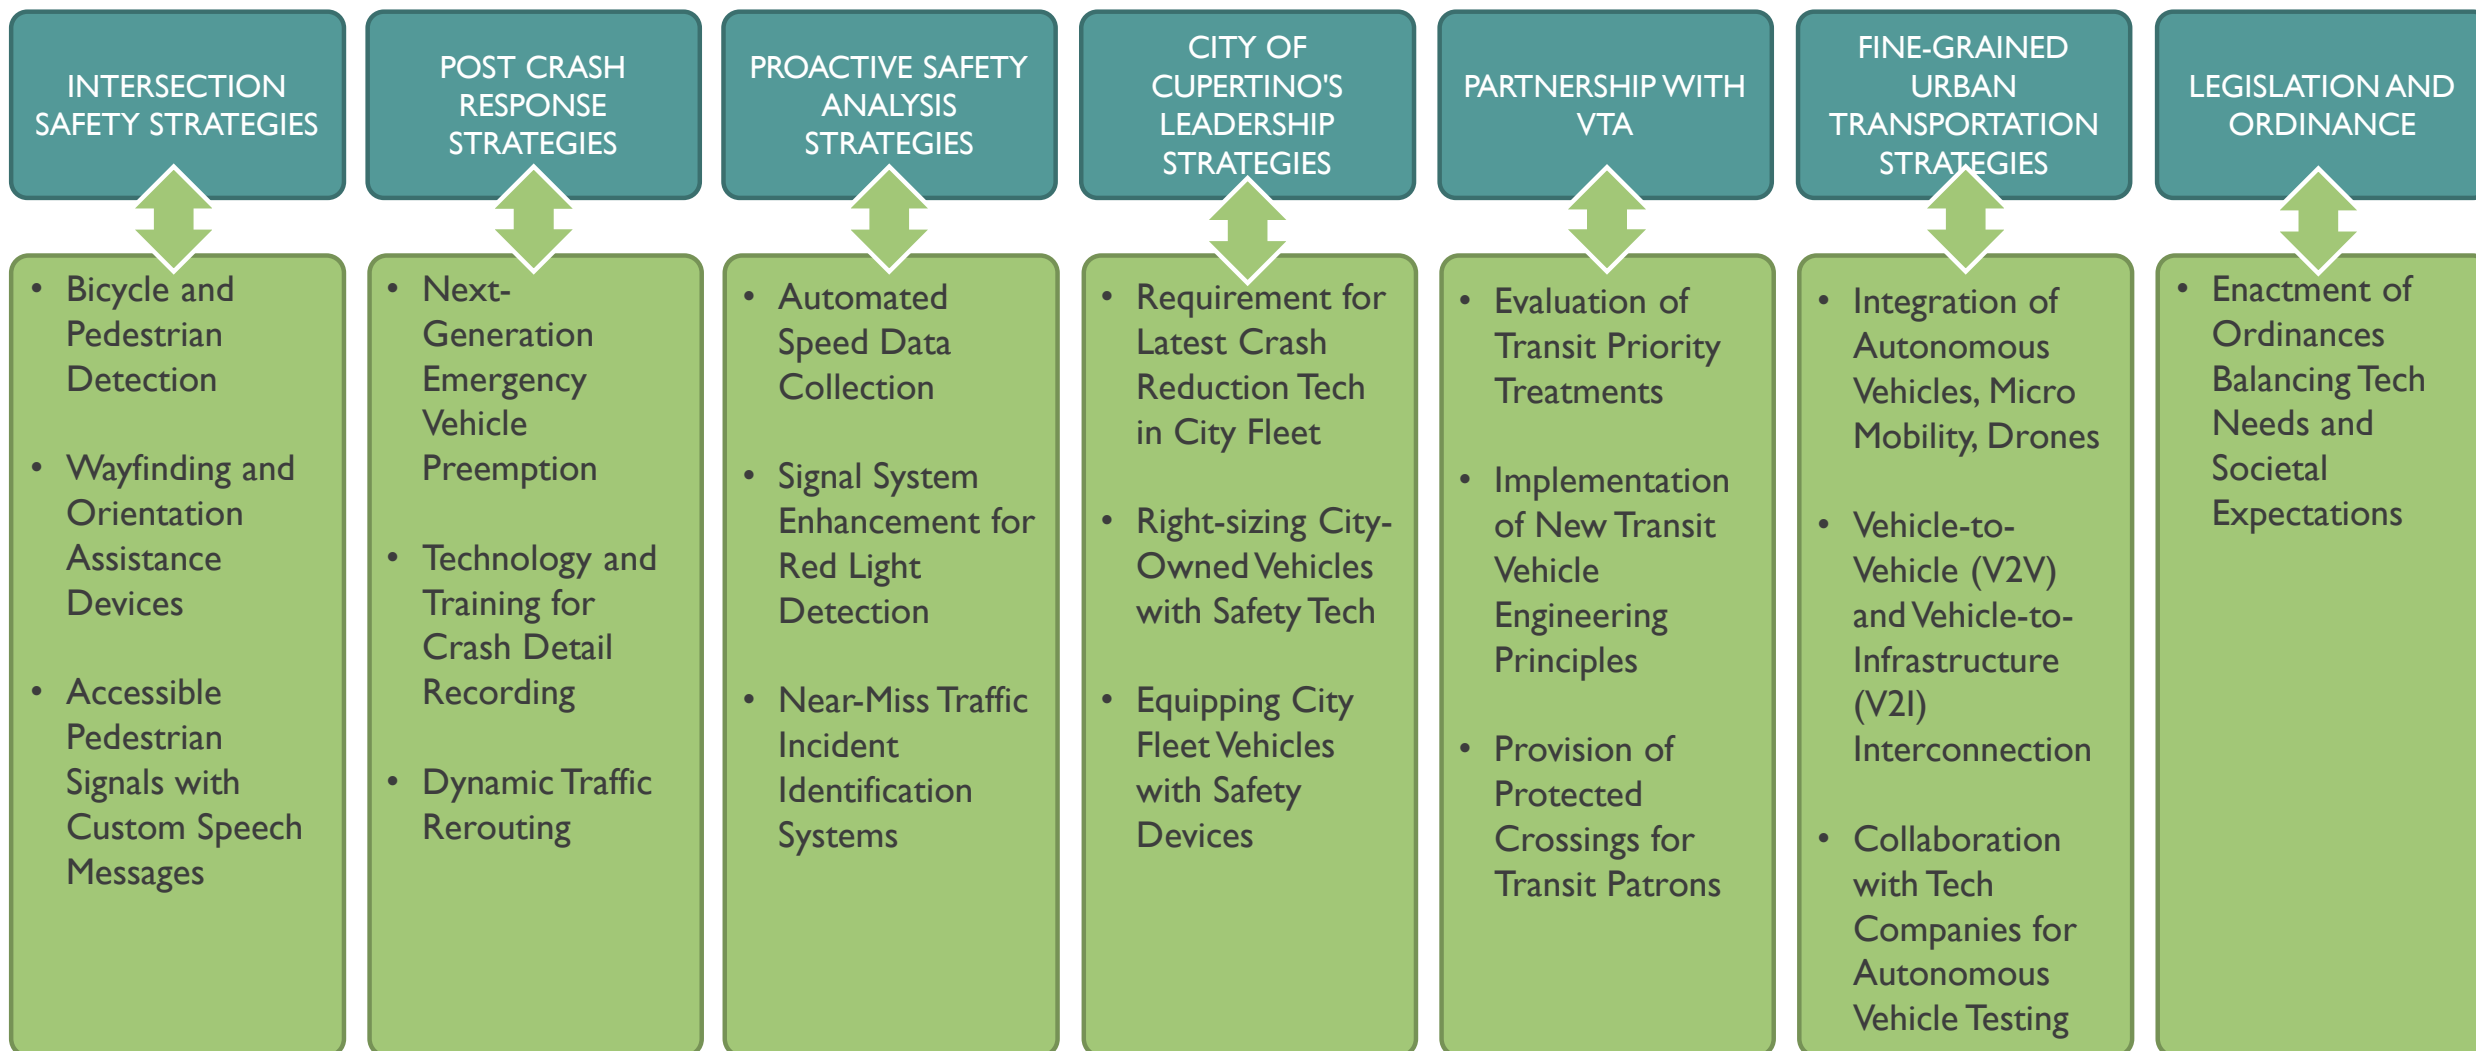 INTERSECTION
SAFETY STRATEGIES
• Bicycle and
Pedestrian
Detection
• Wayfinding and
Orientation
Assistance
Devices
• Accessible
Pedestrian
Signals with
Custom Speech
Messages
POST CRASH
RESPONSE
STRATEGIES
• Next-
Generation
Emergency
Vehicle
Preemption
• Technology and
Training for
Crash Detail
Recording
• Dynamic Traffic
Rerouting
PROACTIVE SAFETY
ANALYSIS
STRATEGIES
• Automated
Speed Data
Collection
• Signal System
Enhancement for
Red Light
Detection
• Near-Miss Traffic
Incident
Identification
Systems
CITY OF
CUPERTINO'S
LEADERSHIP
STRATEGIES
• Requirement for
Latest Crash
Reduction Tech
in City Fleet
• Right-sizing City-
Owned Vehicles
with Safety Tech
• Equipping City
Fleet Vehicles
with Safety
Devices
PARTNERSHIP WITH
VTA
• Evaluation of
Transit Priority
Treatments
• Implementation
of New Transit
Vehicle
Engineering
Principles
• Provision of
Protected
Crossings for
Transit Patrons
FINE-GRAINED
URBAN
TRANSPORTATION
STRATEGIES
• Integration of
Autonomous
Vehicles, Micro
Mobility, Drones
• Vehicle-to-
Vehicle (V2V)
and Vehicle-to-
Infrastructure
(V2I)
Interconnection
• Collaboration
with Tech
Companies for
Autonomous
Vehicle Testing
LEGISLATION AND
ORDINANCE
• Enactment of
Ordinances
Balancing Tech
Needs and
Societal
Expectations